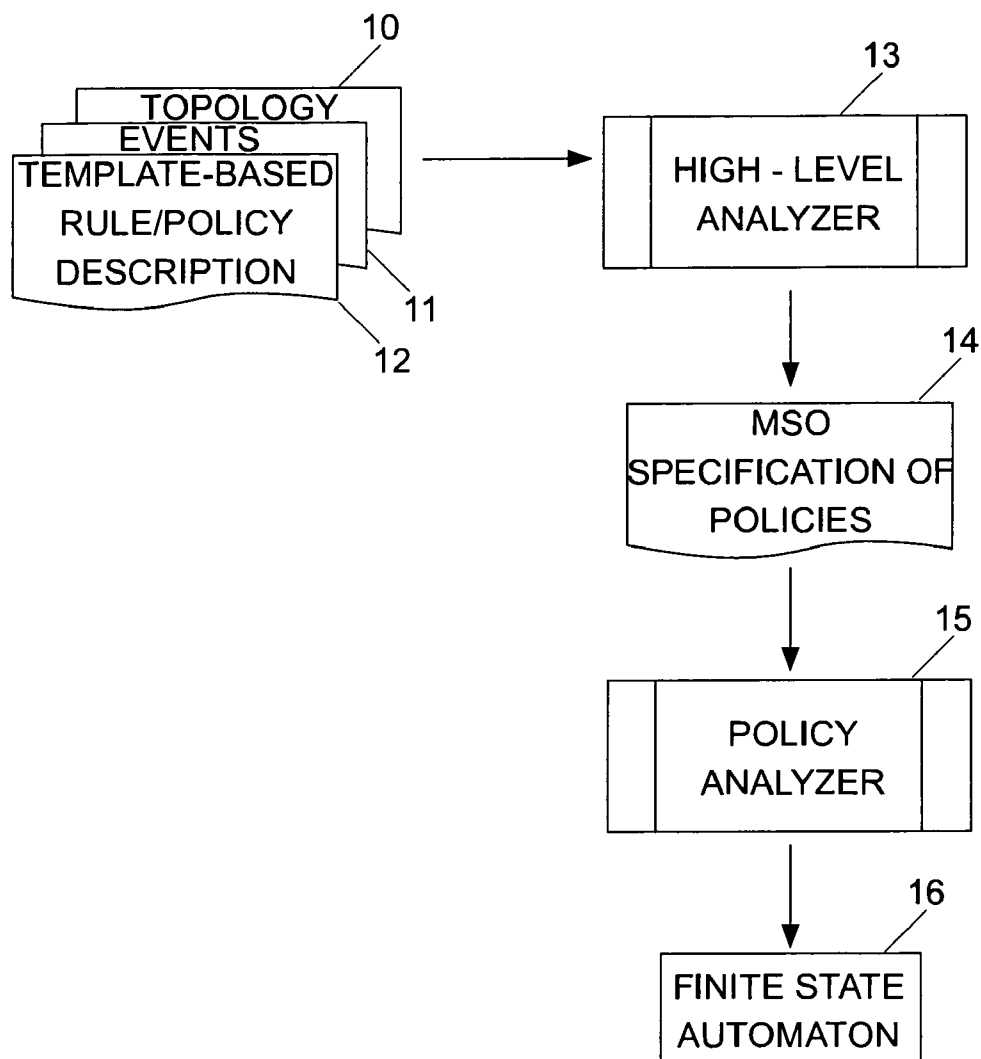 10
TOPOLOGY
EVENTS
TEMPLATE-BASED
RULE/POLICY
DESCRIPTION
11
12
13
HIGH - LEVEL
ANALYZER
14
MSO
SPECIFICATION OF
POLICIES
15
POLICY
ANALYZER
16
FINITE STATE
AUTOMATON